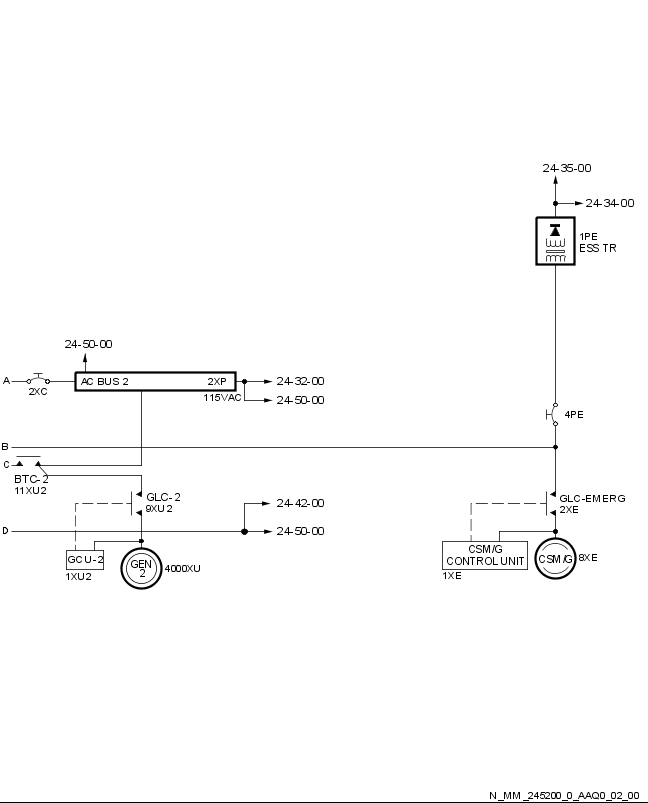 24-35-00
24-34-00
1PE
ESS TR
24-50-00
A
2XC
AC BUS 2
2XP
24-32-00
115VAC
24-50-00
4PE
B
C
BTC-2
11XU2
GLC-2
9XU2
24-42-00
GLC-EMERG
2XE
D
24-50-00
GCU-2
1XU2
GEN
2
4000XU
CSM/G
CONTROL UNIT
1XE
CSM/G
8XE
N_MM_245200_0_AAQ0_02_00